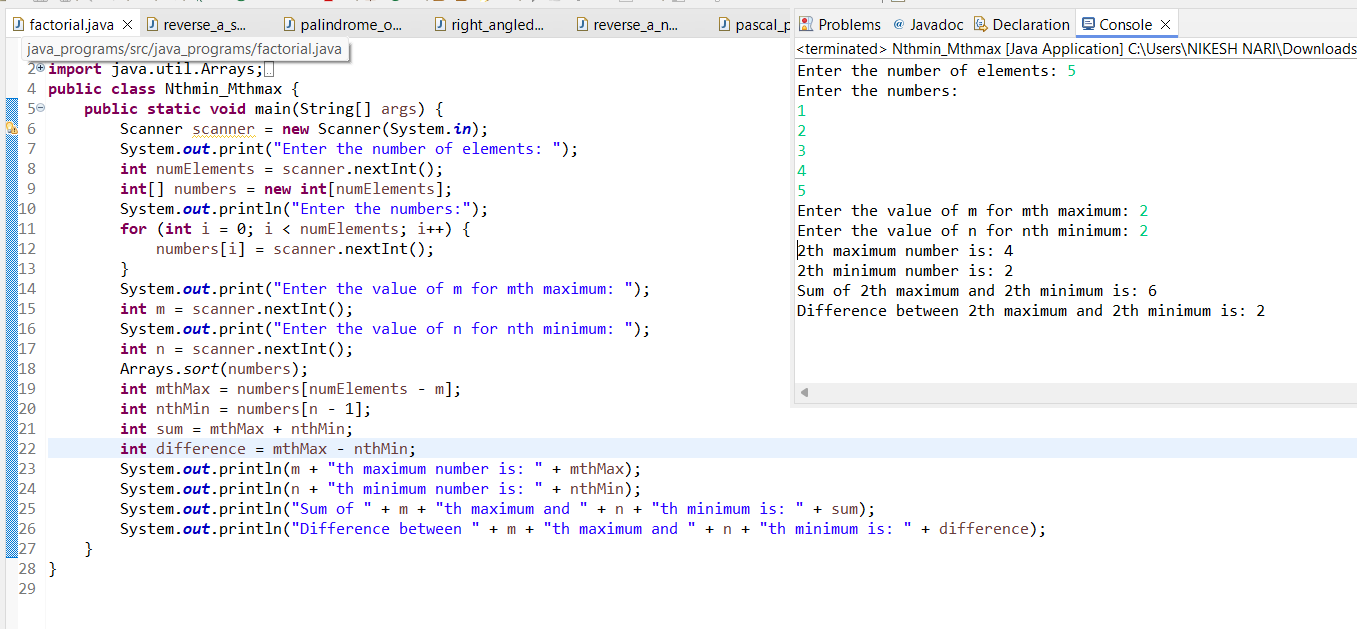 factorial.java reverse_a_s... palindrome_o... right_angled... reverse_a_n... pascal_p
java_programs/src/java_programs/factorial.java
2 import java.util.Arrays;
4 public class Nthmin_Mthmax {
5 public static void main(String[] args) {
6 Scanner scanner = new Scanner(System.in);
7 System.out.print("Enter the number of elements: ");
8 int numElements = scanner.nextInt();
9 int[] numbers = new int[numElements];
10 System.out.println("Enter the numbers:");
11 for (int i = 0; i < numElements; i++) {
12 numbers[i] = scanner.nextInt();
13 }
14 System.out.print("Enter the value of m for mth maximum: ");
15 int m = scanner.nextInt();
16 System.out.print("Enter the value of n for nth minimum: ");
17 int n = scanner.nextInt();
18 Arrays.sort(numbers);
19 int mthMax = numbers[numElements - m];
20 int nthMin = numbers[n - 1];
21 int sum = mthMax + nthMin;
22 int difference = mthMax - nthMin;
23 System.out.println(m + "th maximum number is: " + mthMax);
24 System.out.println(n + "th minimum number is: " + nthMin);
25 System.out.println("Sum of " + m + "th maximum and " + n + "th minimum is: " + sum);
26 System.out.println("Difference between " + m + "th maximum and " + n + "th minimum is: " + difference);
27 }
28 }
29
Problems Javadoc Declaration Console
<terminated> Nthmin_Mthmax [Java Application] C:\Users\NIKESH NARI\Downloads
Enter the number of elements: 5
Enter the numbers:
1
2
3
4
5
Enter the value of m for mth maximum: 2
Enter the value of n for nth minimum: 2
2th maximum number is: 4
2th minimum number is: 2
Sum of 2th maximum and 2th minimum is: 6
Difference between 2th maximum and 2th minimum is: 2